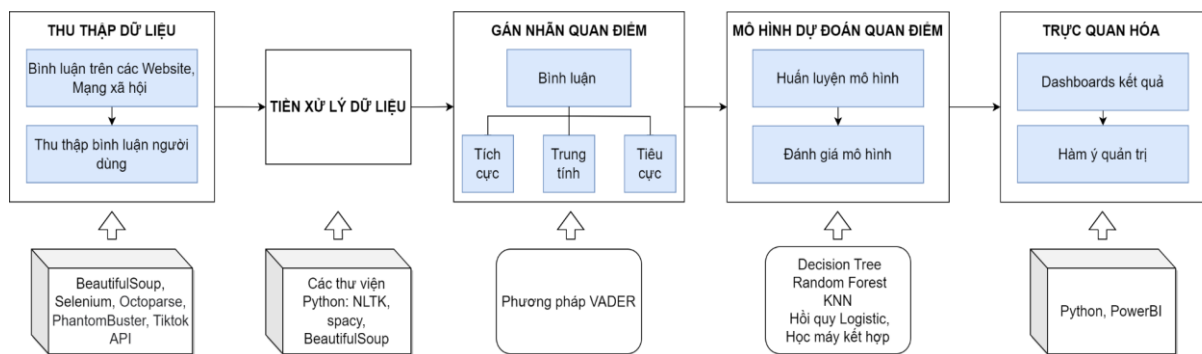 THU THẬP DỮ LIỆU
Bình luận trên các Website,
Mạng xã hội
Thu thập bình luận người
dùng
BeautifulSoup,
Selenium, Octoparse,
PhantomBuster, Tiktok
API
TIỀN XỬ LÝ DỮ LIỆU
Các thư viện
Python: NLTK,
spacy,
BeautifulSoup
GÁN NHÃN QUAN ĐIỂM
Bình luận
Tích
cực
Trung
tính
Tiêu
cực
Phương pháp VADER
MÔ HÌNH DỰ ĐOÁN QUAN ĐIỂM
Huấn luyện mô hình
Đánh giá mô hình
Decision Tree
Random Forest
KNN
Hồi quy Logistic,
Học máy kết hợp
TRỰC QUAN HÓA
Dashboards kết quả
Hàm ý quản trị
Python, PowerBI